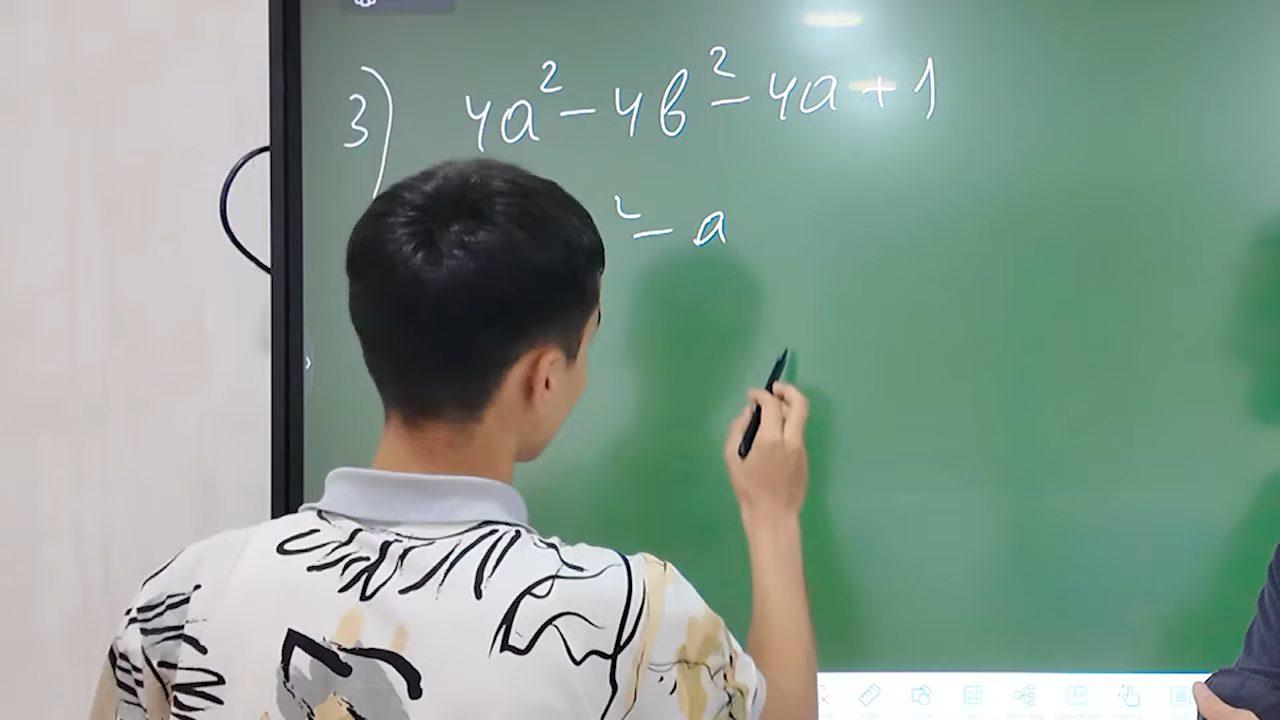 3) 4a² - 4b² - 4a + 1
² - a